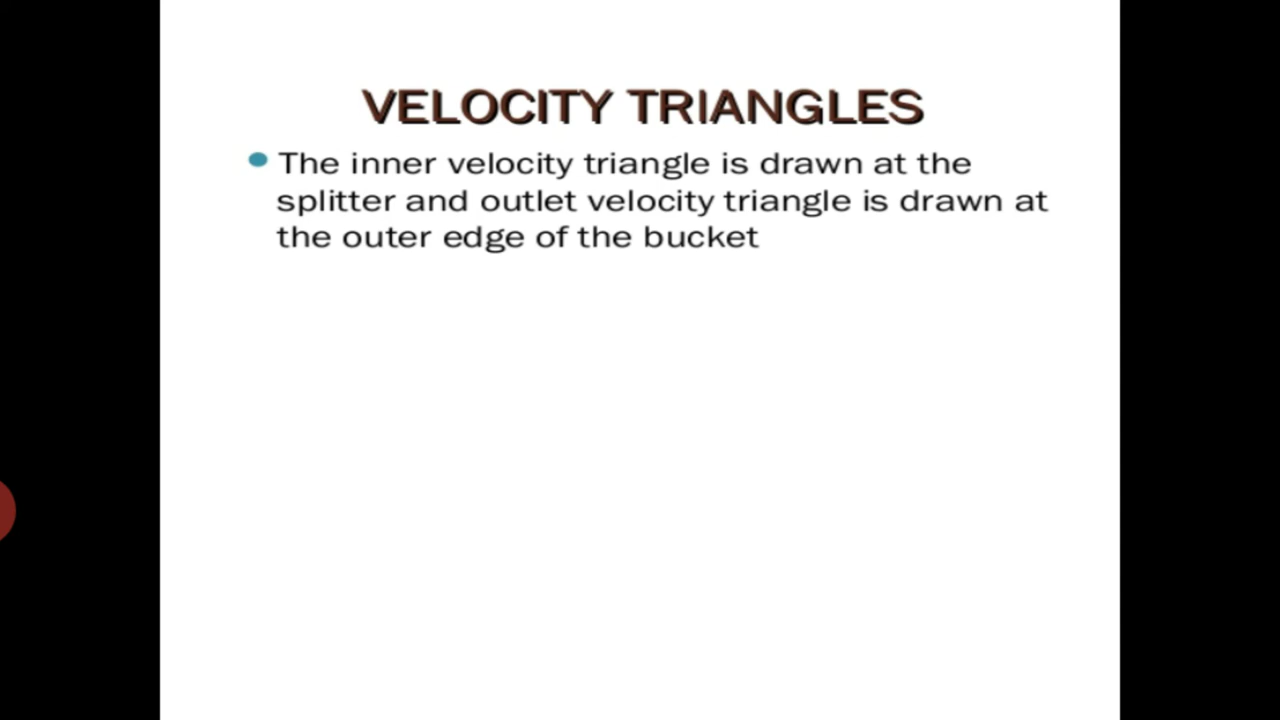 VELOCITY TRIANGLES
The inner velocity triangle is drawn at the
splitter and outlet velocity triangle is drawn at
the outer edge of the bucket